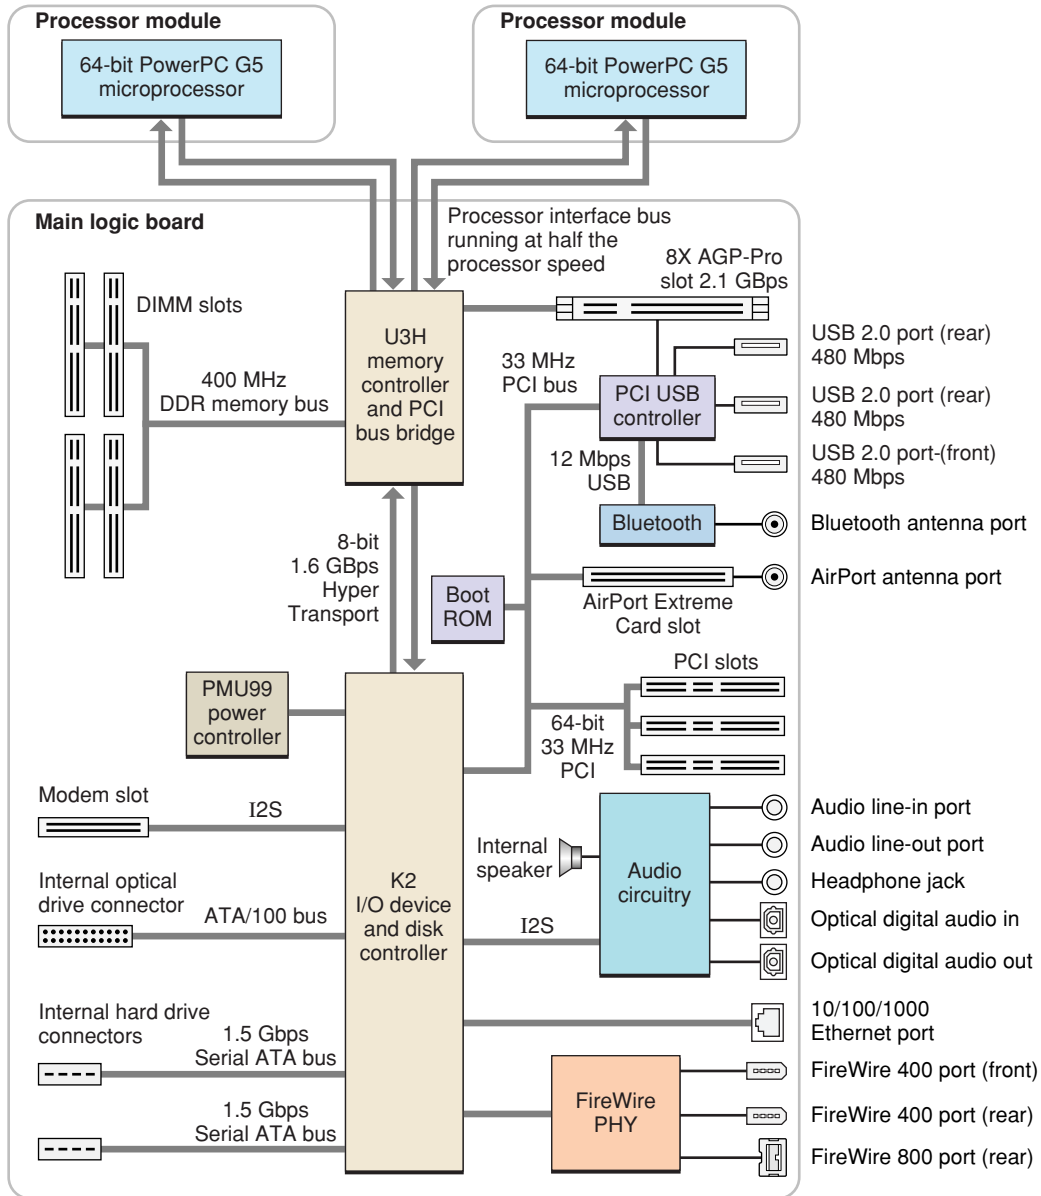 Processor module
64-bit PowerPC G5
microprocessor
Processor module
64-bit PowerPC G5
microprocessor
Main logic board
Processor interface bus
running at half the
processor speed
8X AGP-Pro
slot 2.1 GBps
DIMM slots
U3H
memory
controller
and PCI
bus bridge
400 MHz
DDR memory bus
33 MHz
PCI bus
PCI USB
controller
USB 2.0 port (rear)
480 Mbps
USB 2.0 port (rear)
480 Mbps
USB 2.0 port-(front)
480 Mbps
12 Mbps
USB
Bluetooth
Bluetooth antenna port
8-bit
1.6 GBps
Hyper
Transport
Boot
ROM
AirPort Extreme
Card slot
AirPort antenna port
PCI slots
64-bit
33 MHz
PCI
PMU99
power
controller
Modem slot
I2S
Internal optical
drive connector
ATA/100 bus
K2
I/O device
and disk
controller
Internal
speaker
I2S
Audio
circuitry
Audio line-in port
Audio line-out port
Headphone jack
Optical digital audio in
Optical digital audio out
Internal hard drive
connectors
1.5 Gbps
Serial ATA bus
1.5 Gbps
Serial ATA bus
10/100/1000
Ethernet port
FireWire
PHY
FireWire 400 port (front)
FireWire 400 port (rear)
FireWire 800 port (rear)